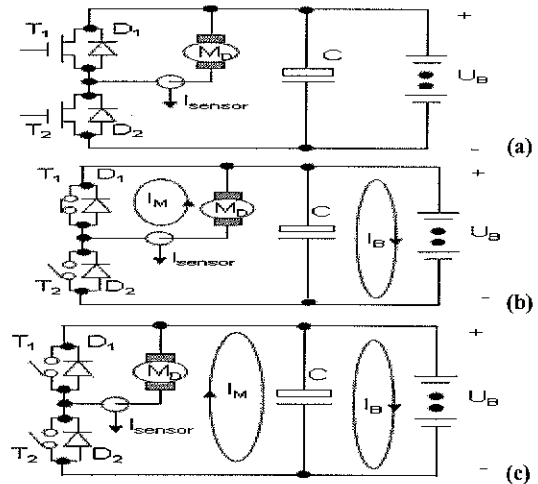 +
T1 D1
MD
C
UB
Isensor
T2 D2
- (a)
+
T1 D1
IM
MD
C
IB
UB
Isensor
T2 D2
- (b)
+
T1 D1
MD
IM
C
IB
UB
Isensor
T2 D2
- (c)